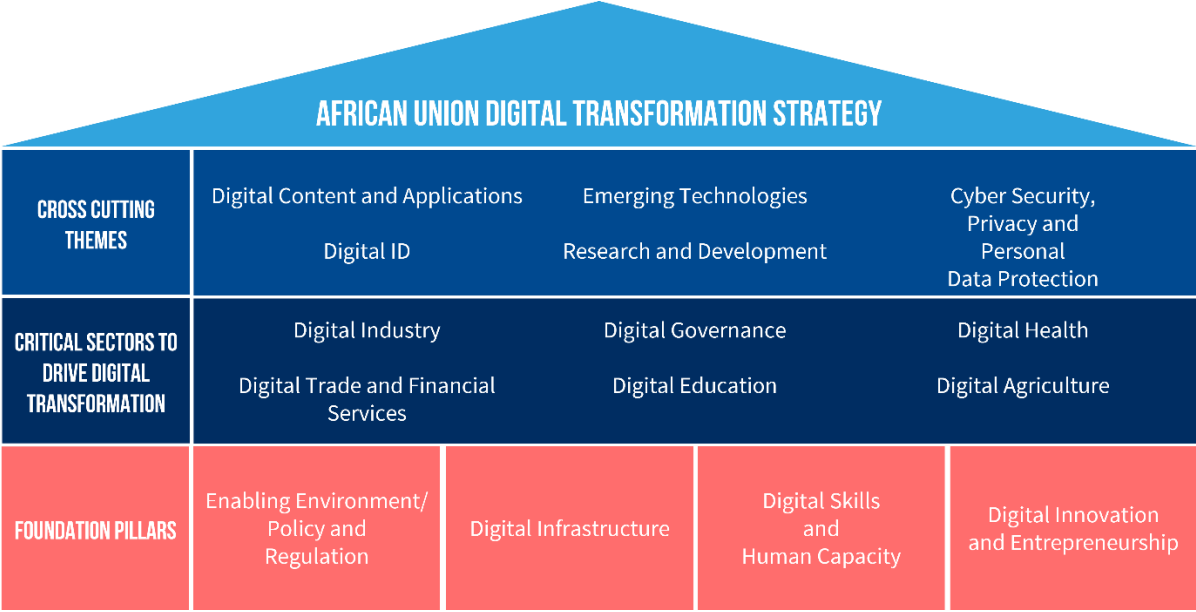 AFRICAN UNION DIGITAL TRANSFORMATION STRATEGY
CROSS CUTTING
THEMES
Digital Content and Applications
Digital ID
Emerging Technologies
Research and Development
Cyber Security,
Privacy and
Personal
Data Protection
CRITICAL SECTORS TO
DRIVE DIGITAL
TRANSFORMATION
Digital Industry
Digital Trade and Financial
Services
Digital Governance
Digital Education
Digital Health
Digital Agriculture
FOUNDATION PILLARS
Enabling Environment/
Policy and
Regulation
Digital Infrastructure
Digital Skills
and
Human Capacity
Digital Innovation
and Entrepreneurship